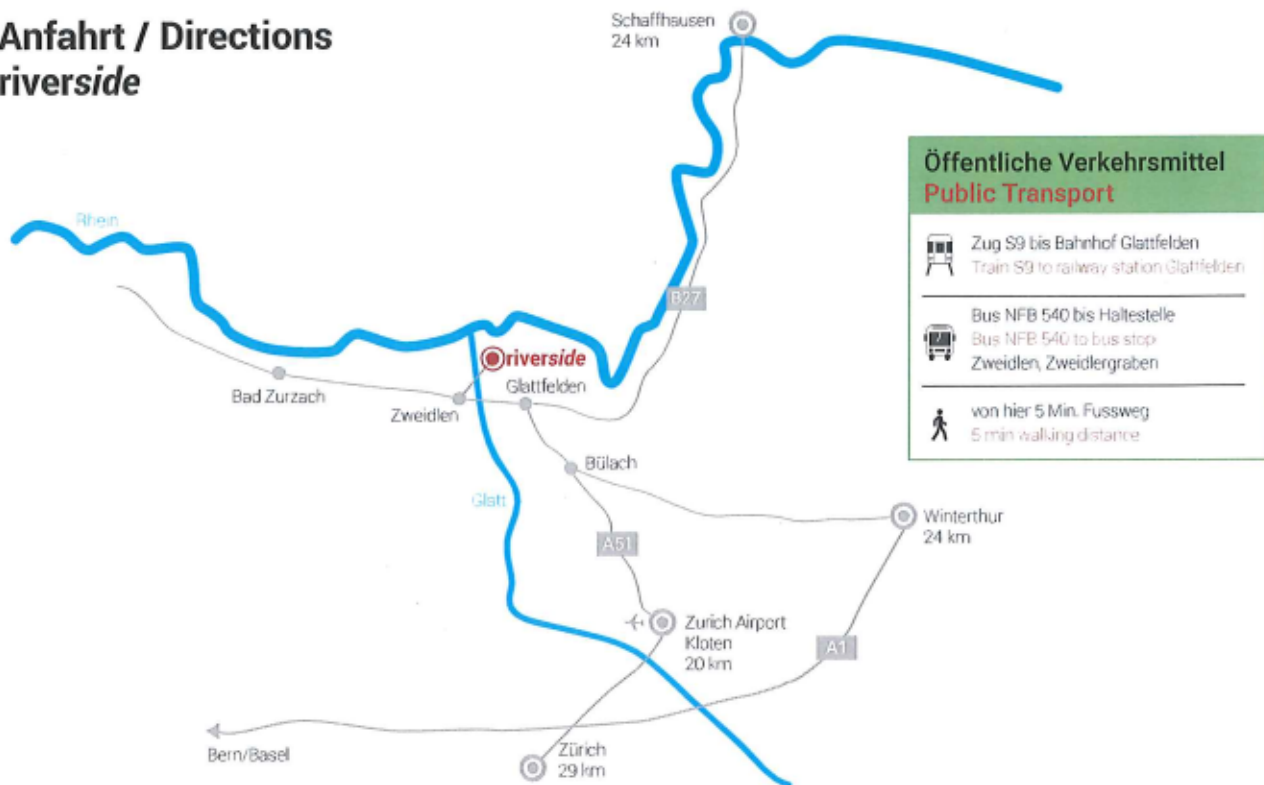 Anfahrt / Directions
riverside
Schaffhausen
24 km
Öffentliche Verkehrsmittel
Public Transport
Zug S9 bis Bahnhof Glattfelden
Train S9 to railway station Glattfelden
Bus NFB 540 bis Haltestelle
Bus NFB 540 to bus stop
Zweidlen, Zweidlergraben
von hier 5 Min. Fussweg
5 min walking distance
Rhein
B27
riverside
Glattfelden
Bad Zurzach
Zweidlen
Bülach
Glatt
Winterthur
24 km
A51
Zurich Airport
Kloten
20 km
A1
Bern/Basel
Zürich
29 km